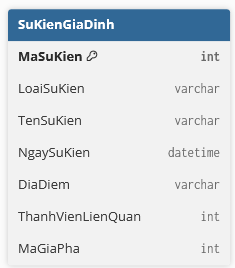 SuKienGiaDinh
MaSuKien int
LoaiSuKien varchar
TenSuKien varchar
NgaySuKien datetime
DiaDiem varchar
ThanhVienLienQuan int
MaGiaPha int